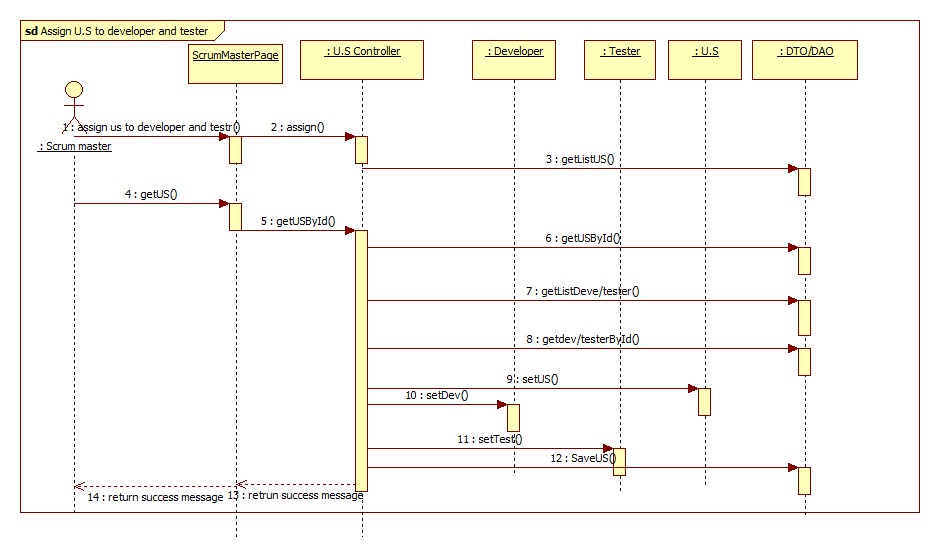 sd Assign U.S to developer and tester
ScrumMasterPage
: U.S Controller
: Developer
: Tester
: U.S
: DTO/DAO
1 : assign us to developer and testr()
2 : assign()
: Scrum master
3 : getListUS()
4 : getUS()
5 : getUSById()
6 : getUSById()
7 : getListDeve/tester()
8 : getdev/testerById()
9 : setUS()
10 : setDev()
11 : setTest()
12 : SaveUS()
13 : retrun success message
14 : return success message